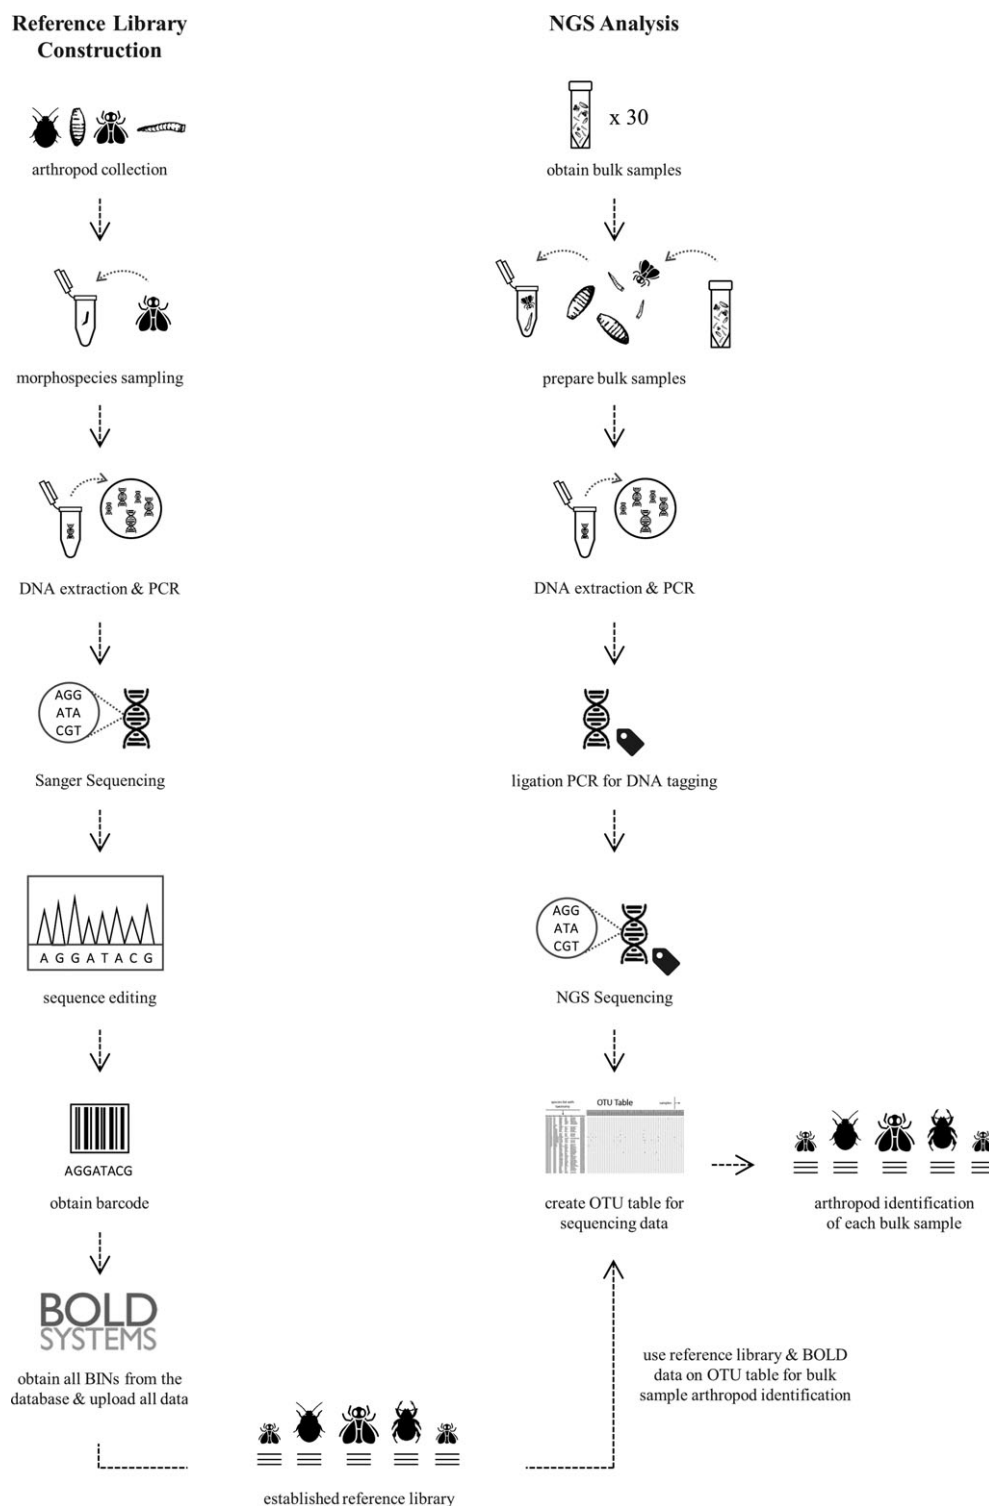 Reference Library
Construction
arthropod collection
morphospecies sampling
DNA extraction & PCR
AGG
ATA
CGT
Sanger Sequencing
A G G A T A C G
sequence editing
AGGATACG
obtain barcode
BOLD
SYSTEMS
obtain all BINs from the
database & upload all data
established reference library
NGS Analysis
x 30
obtain bulk samples
prepare bulk samples
DNA extraction & PCR
ligation PCR for DNA tagging
AGG
ATA
CGT
NGS Sequencing
OTU Table
samples
create OTU table for
sequencing data
arthropod identification
of each bulk sample
use reference library & BOLD
data on OTU table for bulk
sample arthropod identification